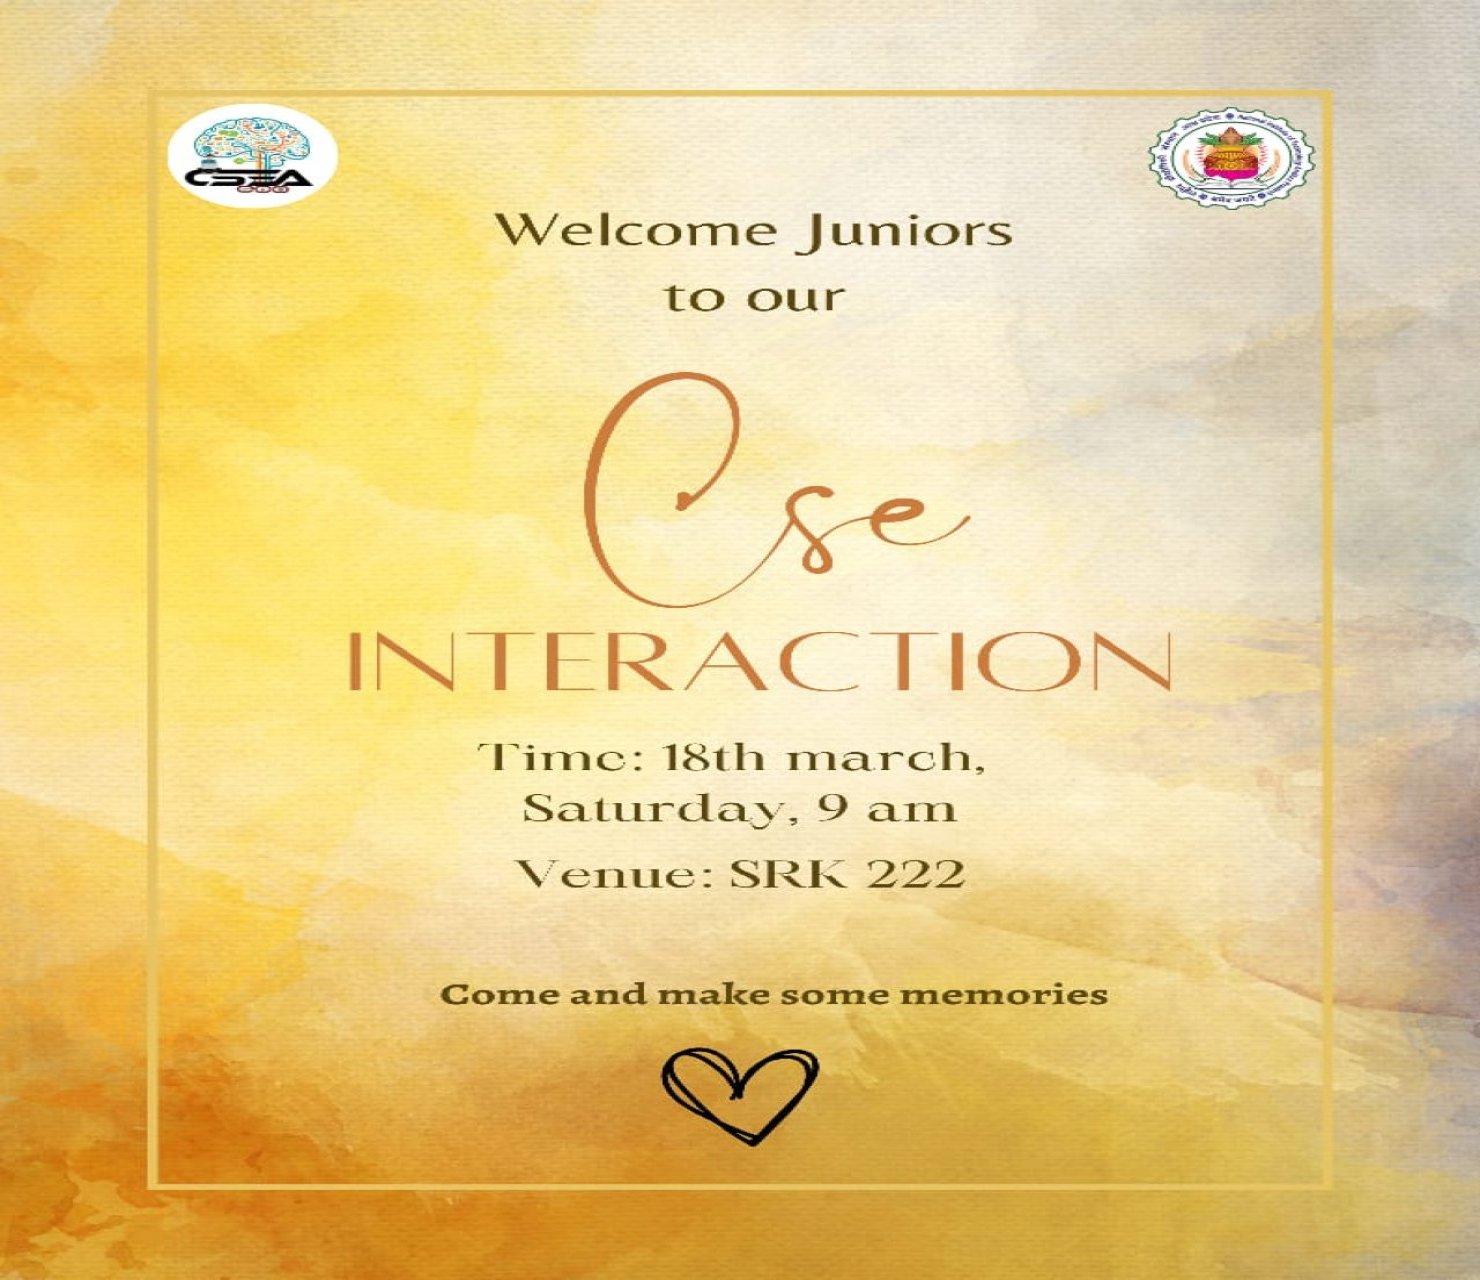 CSEA
Welcome Juniors
to our
Cse
INTERACTION
Time: 18th march,
Saturday, 9 am
Venue: SRK 222
Come and make some memories